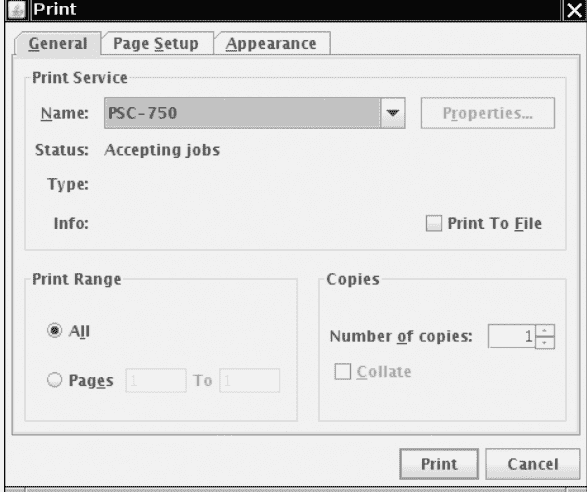 Print
General Page Setup Appearance
Print Service
Name: PSC-750 Properties...
Status: Accepting jobs
Type:
Info: Print To File
Print Range Copies
All
Number of copies: 1
Pages 1 To 1
Collate
Print Cancel